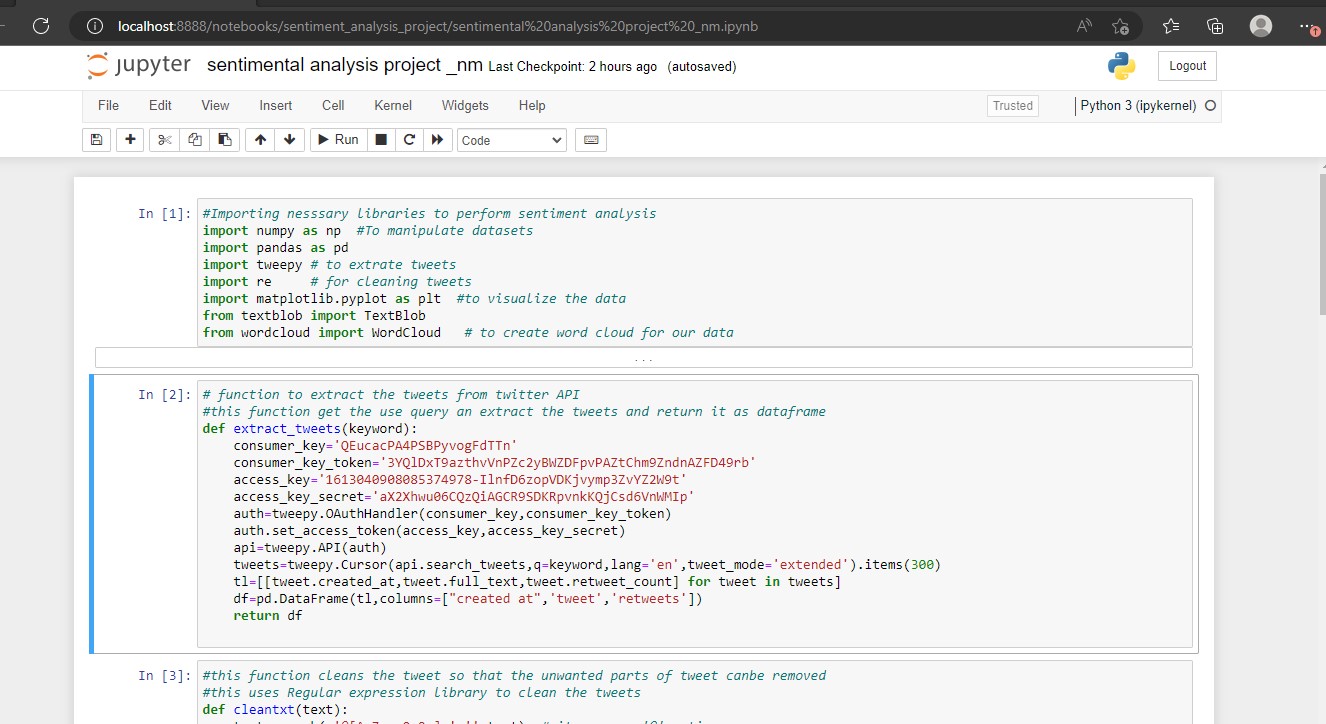 localhost:8888/notebooks/sentiment_analysis_project/sentimental%20analysis%20project%20_nm.ipynb
jupyter sentimental analysis project _nm Last Checkpoint: 2 hours ago (autosaved)
Logout
File Edit View Insert Cell Kernel Widgets Help
Trusted
Python 3 (ipykernel)
Run
Code
In [1]: #Importing nesssary libraries to perform sentiment analysis
import numpy as np #To manipulate datasets
import pandas as pd
import tweepy # to extrate tweets
import re # for cleaning tweets
import matplotlib.pyplot as plt #to visualize the data
from textblob import TextBlob
from wordcloud import WordCloud # to create word cloud for our data
...
In [2]: # function to extract the tweets from twitter API
#this function get the use query an extract the tweets and return it as dataframe
def extract_tweets(keyword):
consumer_key='QEucacPA4PSBPyvogFdTTn'
consumer_key_token='3YQlDxT9azthvVnPZc2yBWZDFpvPAZtChm9ZndnAZFD49rb'
access_key='1613040908085374978-IlnfD6zopVDKjvymp3ZvYZ2W9t'
access_key_secret='aX2Xhwu06CQzQiAGCR9SDKRpvnkKQjCsd6VnWMIp'
auth=tweepy.OAuthHandler(consumer_key,consumer_key_token)
auth.set_access_token(access_key,access_key_secret)
api=tweepy.API(auth)
tweets=tweepy.Cursor(api.search_tweets,q=keyword,lang='en',tweet_mode='extended').items(300)
tl=[[tweet.created_at,tweet.full_text,tweet.retweet_count] for tweet in tweets]
df=pd.DataFrame(tl,columns=["created at",'tweet','retweets'])
return df
In [3]: #this function cleans the tweet so that the unwanted parts of tweet canbe removed
#this uses Regular expression library to clean the tweets
def cleantxt(text):